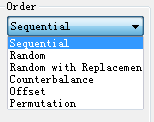 Order
Sequential
Sequential
Random
Random with Replacemen
Counterbalance
Offset
Permutation